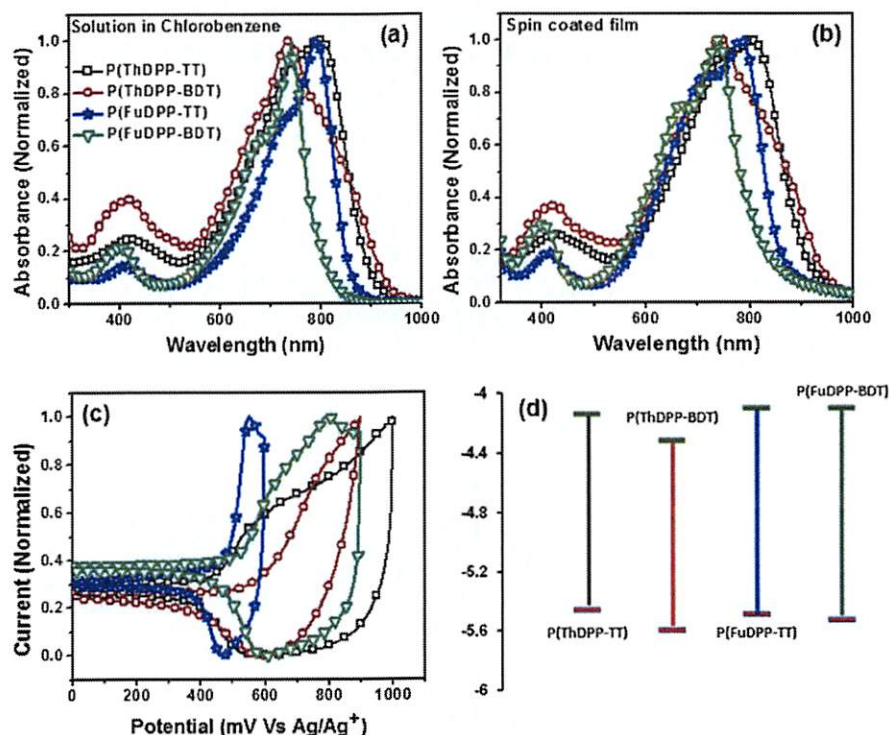 Solution in Chlorobenzene
(a)
P(ThDPP-TT)
P(ThDPP-BDT)
P(FuDPP-TT)
P(FuDPP-BDT)
Absorbance (Normalized)
1.0
0.8
0.6
0.4
0.2
0.0
400
600
800
1000
Wavelength (nm)
Spin coated film
(b)
Absorbance (Normalized)
1.0
0.8
0.6
0.4
0.2
0.0
400
600
800
1000
Wavelength (nm)
(c)
Current (Normalized)
1.0
0.8
0.6
0.4
0.2
0.0
0
200
400
600
800
1000
Potential (mV Vs Ag/Ag+)
(d)
-4
-4.4
-4.8
-5.2
-5.6
-6
P(FuDPP-BDT)
P(ThDPP-BDT)
P(ThDPP-TT)
P(FuDPP-TT)